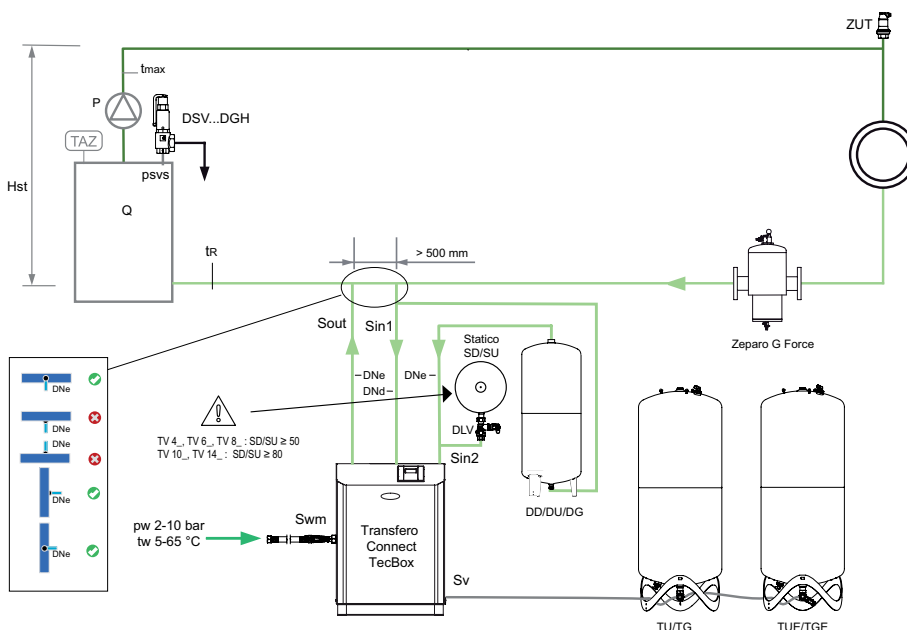 ZUT
tmax
P
DSV...DGH
TAZ
psvs
Hst
Q
tR
> 500 mm
Zeparo G Force
Sout
Sin1
Statico
SD/SU
DNe
DNe
DNd
DLV
Sin2
DNe
DNe
DNe
DNe
DNe
TV 4_, TV 6_, TV 8_ : SD/SU ≥ 50
TV 10_, TV 14_ : SD/SU ≥ 80
DD/DU/DG
pw 2-10 bar
tw 5-65 °C
Swm
Transfero
Connect
TecBox
Sv
TU/TG
TUE/TGE